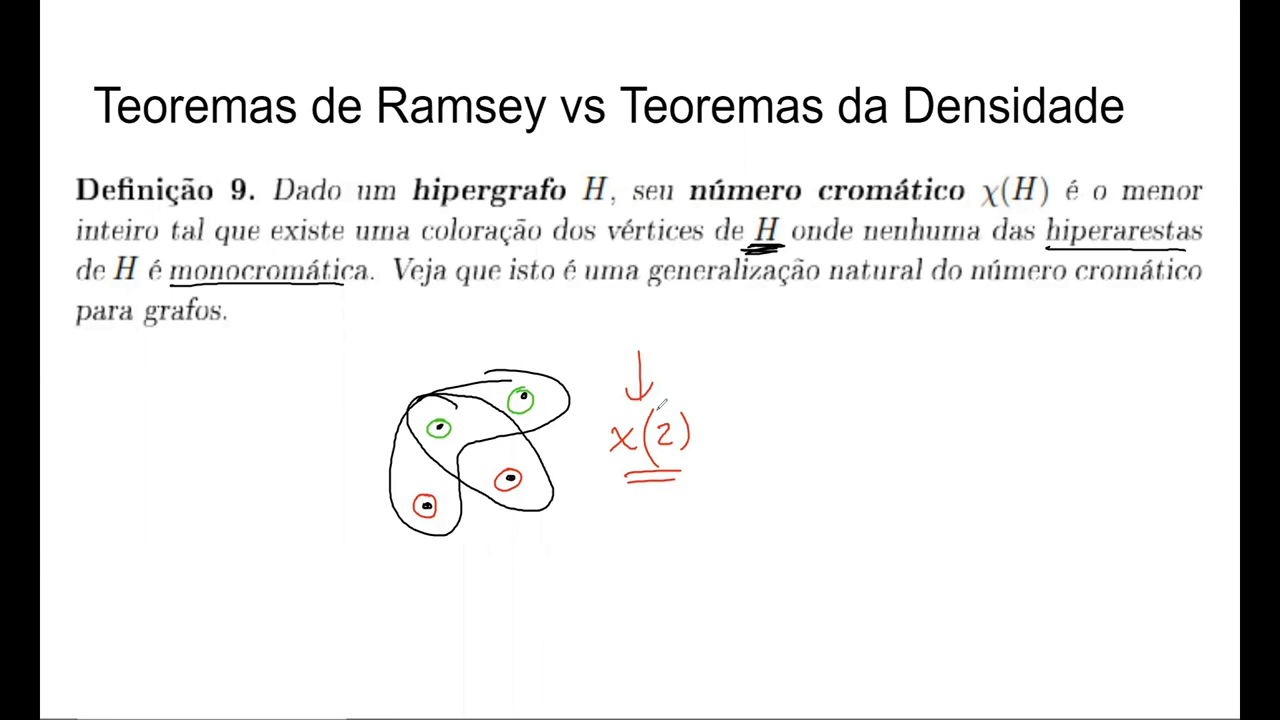 Teoremas de Ramsey vs Teoremas da Densidade
Definição 9. Dado um hipergrafo H, seu número cromático χ(H) é o menor
inteiro tal que existe uma coloração dos vértices de H onde nenhuma das hiperarestas
de H é monocromática. Veja que isto é uma generalização natural do número cromático
para grafos.
χ(2)